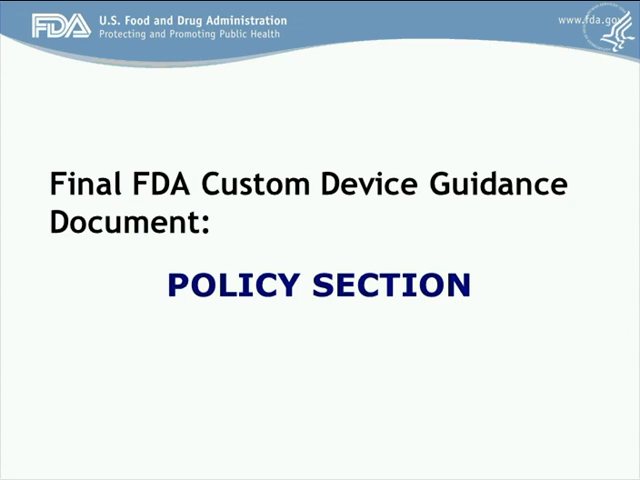 FDA U.S. Food and Drug Administration
Protecting and Promoting Public Health
www.fda.gov
Final FDA Custom Device Guidance
Document:
POLICY SECTION